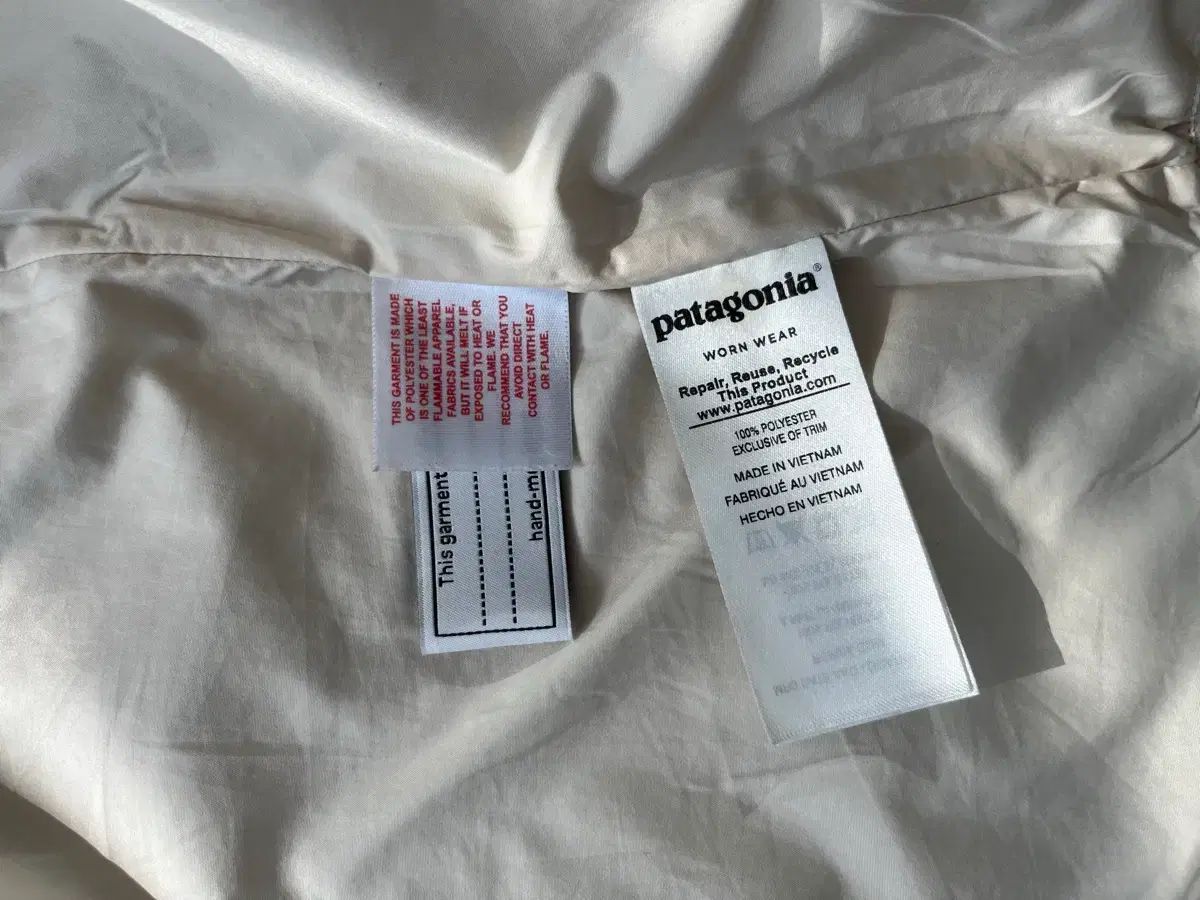 THIS GARMENT IS MADE
OF POLYESTER WHICH
IS ONE OF THE LEAST
FLAMMABLE APPAREL
FABRICS AVAILABLE,
BUT IT WILL MELT IF
EXPOSED TO HEAT OR
FLAME. WE
RECOMMEND THAT YOU
AVOID DIRECT
CONTACT WITH HEAT
OR FLAME.
This garment
patagonia®
WORN WEAR
Repair, Reuse, Recycle
This Product
www.patagonia.com
100% POLYESTER
EXCLUSIVE OF TRIM
MADE IN VIETNAM
FABRIQUÉ AU VIETNAM
HECHO EN VIETNAM